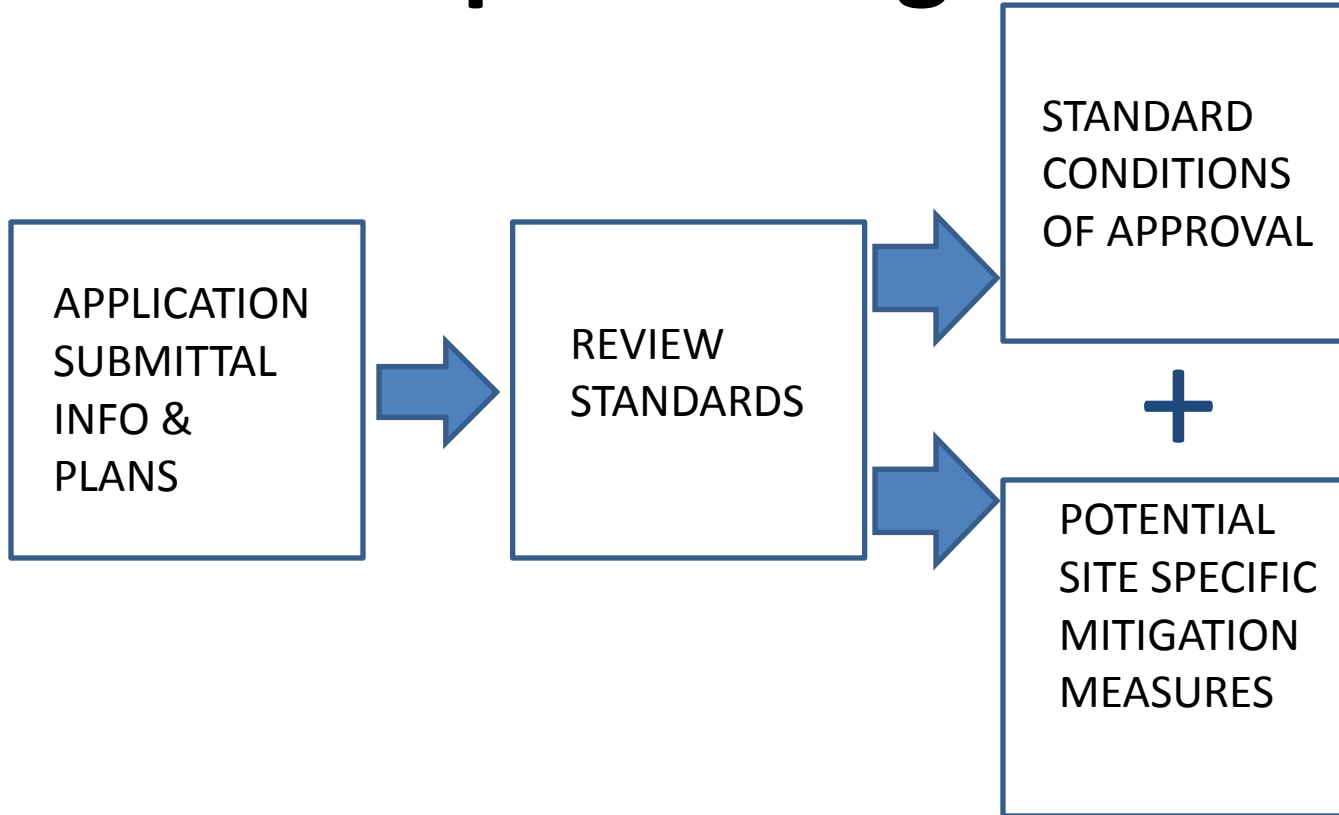 APPLICATION
SUBMITTAL
INFO &
PLANS
REVIEW
STANDARDS
STANDARD
CONDITIONS
OF APPROVAL
+
POTENTIAL
SITE SPECIFIC
MITIGATION
MEASURES